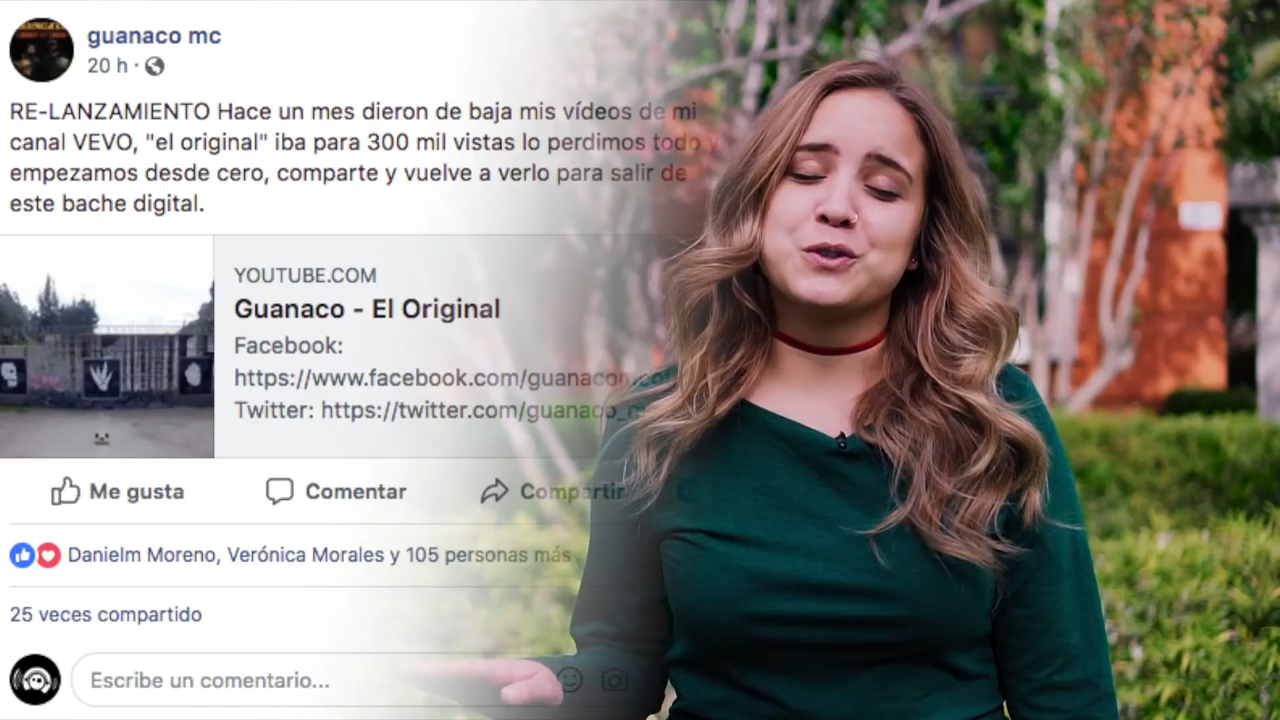 guanaco mc
20 h ·
RE-LANZAMIENTO Hace un mes dieron de baja mis vídeos de mi
canal VEVO, "el original" iba para 300 mil vistas lo perdimos todo y
empezamos desde cero, comparte y vuelve a verlo para salir de
este bache digital.
YOUTUBE.COM
Guanaco - El Original
Facebook:
https://www.facebook.com/guanacom
Twitter: https://twitter.com/guanaco
Me gusta
Comentar
Compartir
Danielm Moreno, Verónica Morales y 105 personas más
25 veces compartido
Escribe un comentario...